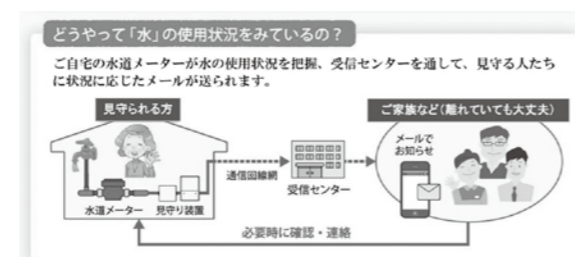 どうやって「水」の使用状況をみているの？
ご自宅の水道メーターが水の使用状況を把握、受信センターを通して、見守る人たち
に状況に応じたメールが送られます。
見守られる方
ご家族など(離れていても大丈夫)
メールで
お知らせ
通信回線網
受信センター
水道メーター
見守り装置
必要時に確認・連絡